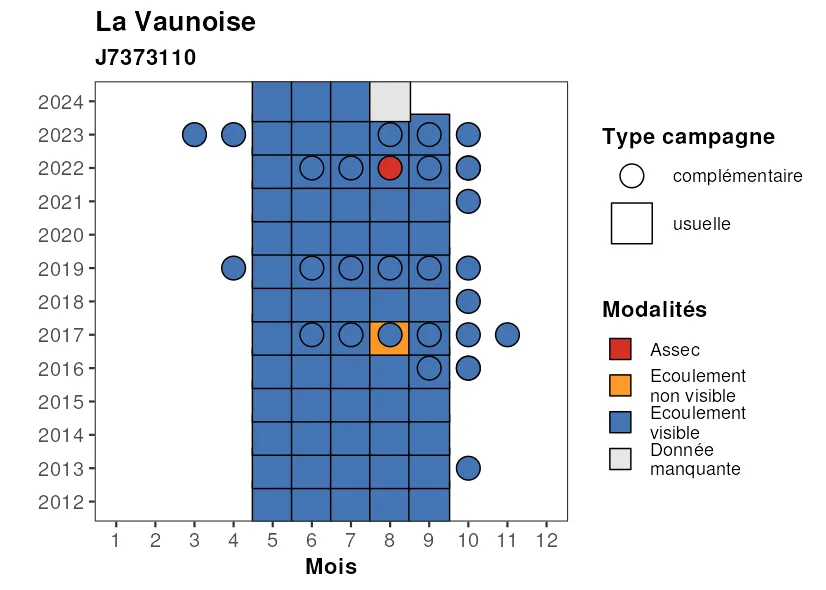 La Vaunoise
J7373110
2024
2023
2022
2021
2020
2019
2018
2017
2016
2015
2014
2013
2012
1 2 3 4 5 6 7 8 9 10 11 12
Mois
Type campagne
complémentaire
usuelle
Modalités
Assec
Ecoulement
non visible
Ecoulement
visible
Donnée
manquante